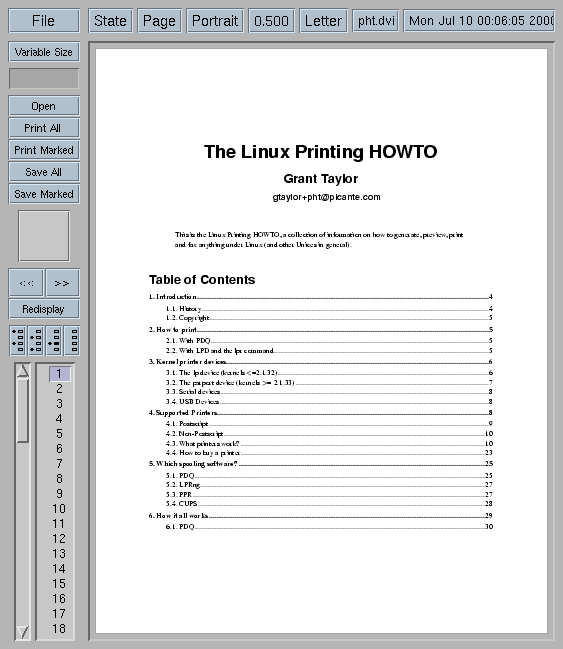 File State Page Portrait 0.500 Letter pht.dvi Mon Jul 10 00:06:05 2000
Variable Size
Open
Print All
Print Marked
Save All
Save Marked
<< >>
Redisplay
1
2
3
4
5
6
7
8
9
10
11
12
13
14
15
16
17
18
The Linux Printing HOWTO
Grant Taylor
gtaylor+pht@picante.com
This is the Linux Printing HOWTO, a collection of information on how to generate, preview, print
and fax anything under Linux (and other Unices in general).
Table of Contents
1. Introduction 4
1.1. History 4
1.2. Copyright 5
2. How to print 5
2.1. With PDQ 5
2.2. With LPD and the lpr command 5
3. Kernel printer devices 6
3.1. The lp device (kernels <=2.1.32) 6
3.2. The parport device (kernels >= 2.1.33) 7
3.3. Serial devices 8
3.4. USB Devices 8
4. Supported Printers 8
4.1. Postscript 9
4.2. Non-Postscript 10
4.3. What printers work? 10
4.4. How to buy a printer 23
5. Which spooling software? 25
5.1. PDQ 25
5.2. LPRng 27
5.3. PPR 27
5.4. CUPS 28
6. How it all works 29
6.1. PDQ 30